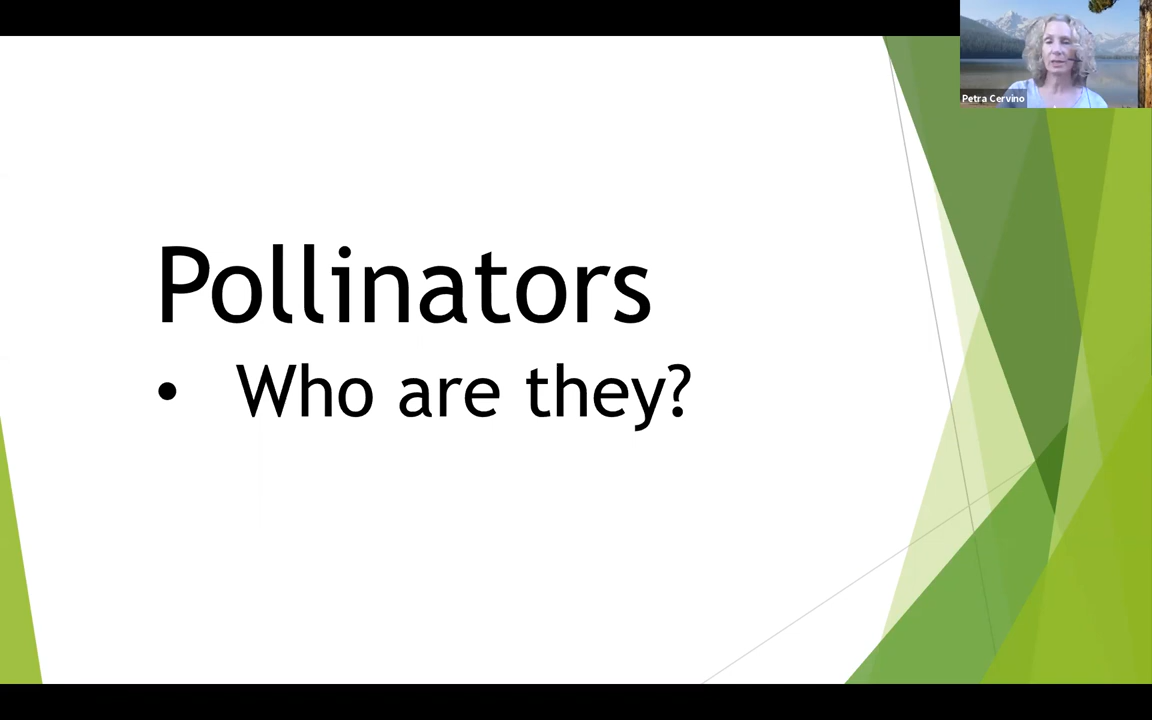 Petra Cervino
Pollinators
• Who are they?